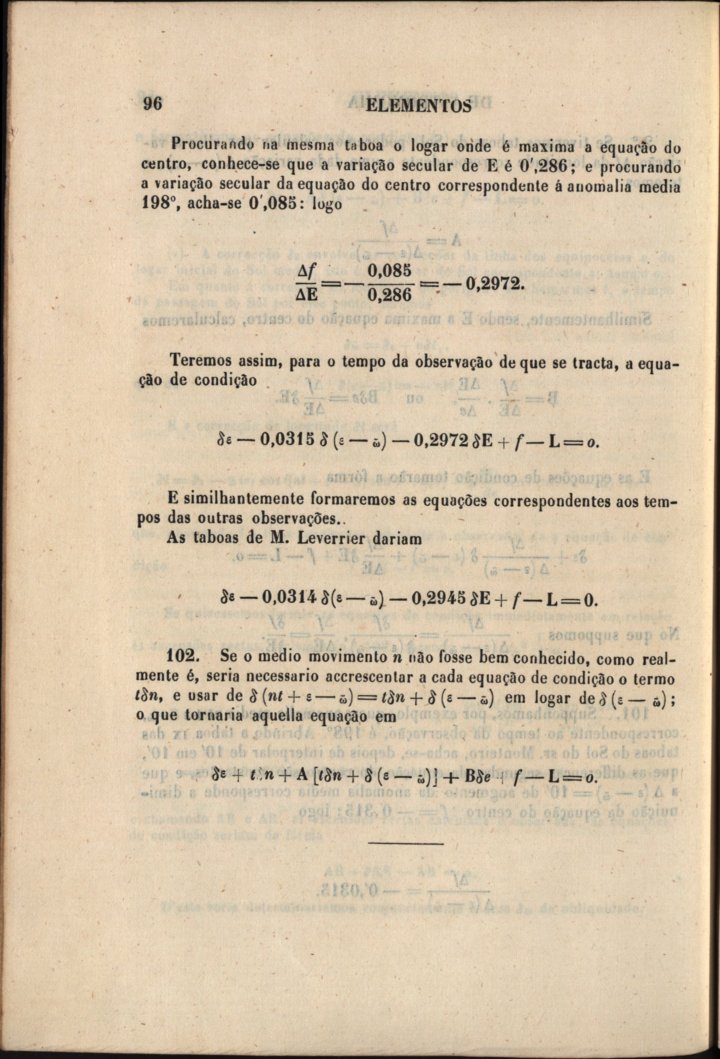 96 ELEMENTOS
Procurando na mesma taboa o logar onde é maxima a equação do
centro, conhece-se que a variação secular de E é 0′,286; e procurando
a variação secular da equação do centro correspondente á anomalia media
198º, acha-se 0′,085: logo
Δf/ΔE = — 0,085/0,286 = — 0,2972.
Teremos assim, para o tempo da observação de que se tracta, a equa-
ção de condição
δε — 0,0315 δ (ε — ω̄) — 0,2972 δE + f — L = o.
E similhantemente formaremos as equações correspondentes aos tem-
pos das outras observações.
As taboas de M. Leverrier dariam
δε — 0,0314 δ(ε — ω̄) — 0,2945 δE + f — L = 0.
102. Se o medio movimento n não fosse bem conhecido, como real-
mente é, seria necessario accrescentar a cada equação de condição o termo
tδn, e usar de δ (nt + ε — ω̄) = tδn + δ (ε — ω̄) em logar de δ (ε — ω̄);
o que tornaria aquella equação em
δε + tδn + A [tδn + δ (ε — ω̄)] + Bδe + f — L = o.